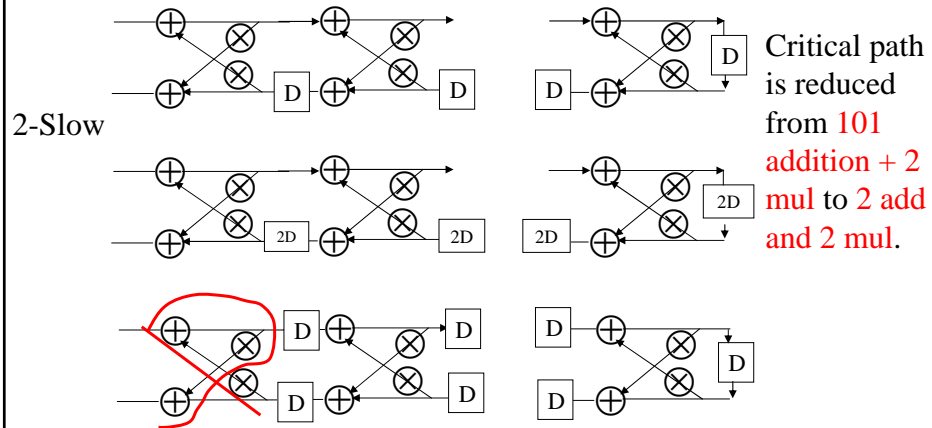 D D D D
Critical path
is reduced
from 101
addition + 2
mul to 2 add
and 2 mul.
2-Slow
2D 2D 2D 2D
D D D
D D D D